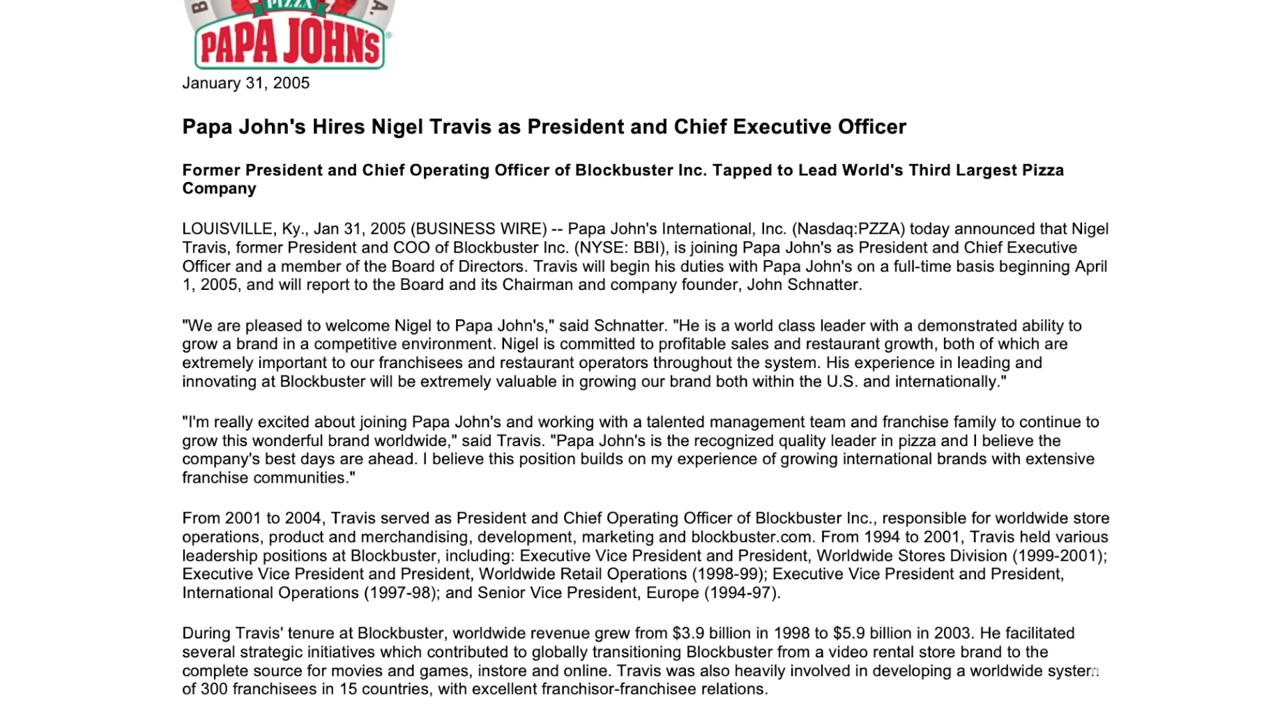 B
PIZZA
A.
PAPA JOHN'S
®
January 31, 2005
Papa John's Hires Nigel Travis as President and Chief Executive Officer
Former President and Chief Operating Officer of Blockbuster Inc. Tapped to Lead World's Third Largest Pizza
Company
LOUISVILLE, Ky., Jan 31, 2005 (BUSINESS WIRE) -- Papa John's International, Inc. (Nasdaq:PZZA) today announced that Nigel
Travis, former President and COO of Blockbuster Inc. (NYSE: BBI), is joining Papa John's as President and Chief Executive
Officer and a member of the Board of Directors. Travis will begin his duties with Papa John's on a full-time basis beginning April
1, 2005, and will report to the Board and its Chairman and company founder, John Schnatter.
"We are pleased to welcome Nigel to Papa John's," said Schnatter. "He is a world class leader with a demonstrated ability to
grow a brand in a competitive environment. Nigel is committed to profitable sales and restaurant growth, both of which are
extremely important to our franchisees and restaurant operators throughout the system. His experience in leading and
innovating at Blockbuster will be extremely valuable in growing our brand both within the U.S. and internationally."
"I'm really excited about joining Papa John's and working with a talented management team and franchise family to continue to
grow this wonderful brand worldwide," said Travis. "Papa John's is the recognized quality leader in pizza and I believe the
company's best days are ahead. I believe this position builds on my experience of growing international brands with extensive
franchise communities."
From 2001 to 2004, Travis served as President and Chief Operating Officer of Blockbuster Inc., responsible for worldwide store
operations, product and merchandising, development, marketing and blockbuster.com. From 1994 to 2001, Travis held various
leadership positions at Blockbuster, including: Executive Vice President and President, Worldwide Stores Division (1999-2001);
Executive Vice President and President, Worldwide Retail Operations (1998-99); Executive Vice President and President,
International Operations (1997-98); and Senior Vice President, Europe (1994-97).
During Travis' tenure at Blockbuster, worldwide revenue grew from $3.9 billion in 1998 to $5.9 billion in 2003. He facilitated
several strategic initiatives which contributed to globally transitioning Blockbuster from a video rental store brand to the
complete source for movies and games, instore and online. Travis was also heavily involved in developing a worldwide system
of 300 franchisees in 15 countries, with excellent franchisor-franchisee relations.